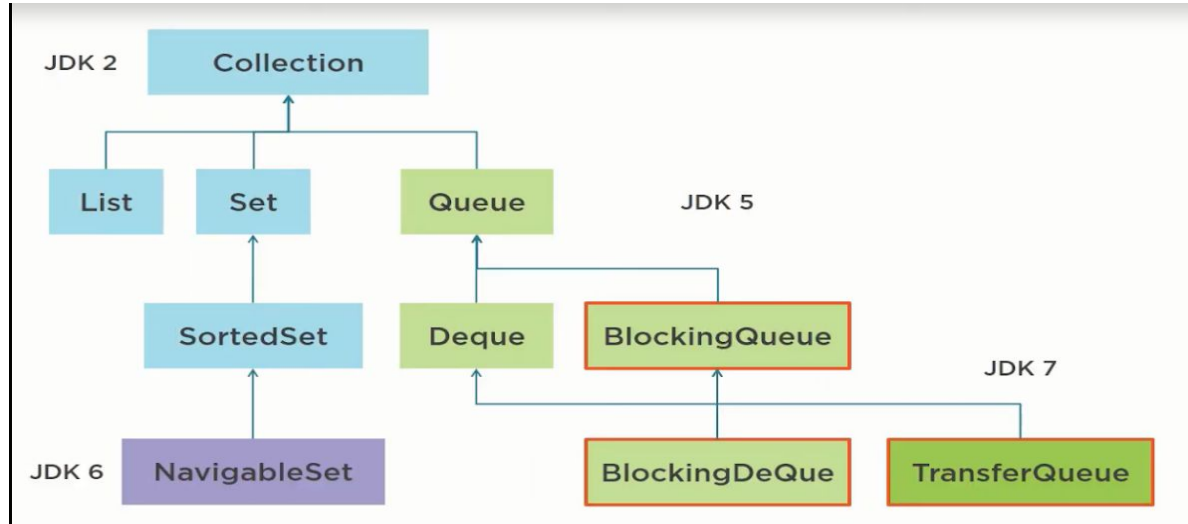 JDK 2
Collection
List
Set
Queue
JDK 5
SortedSet
Deque
BlockingQueue
JDK 7
JDK 6
NavigableSet
BlockingDeQue
TransferQueue